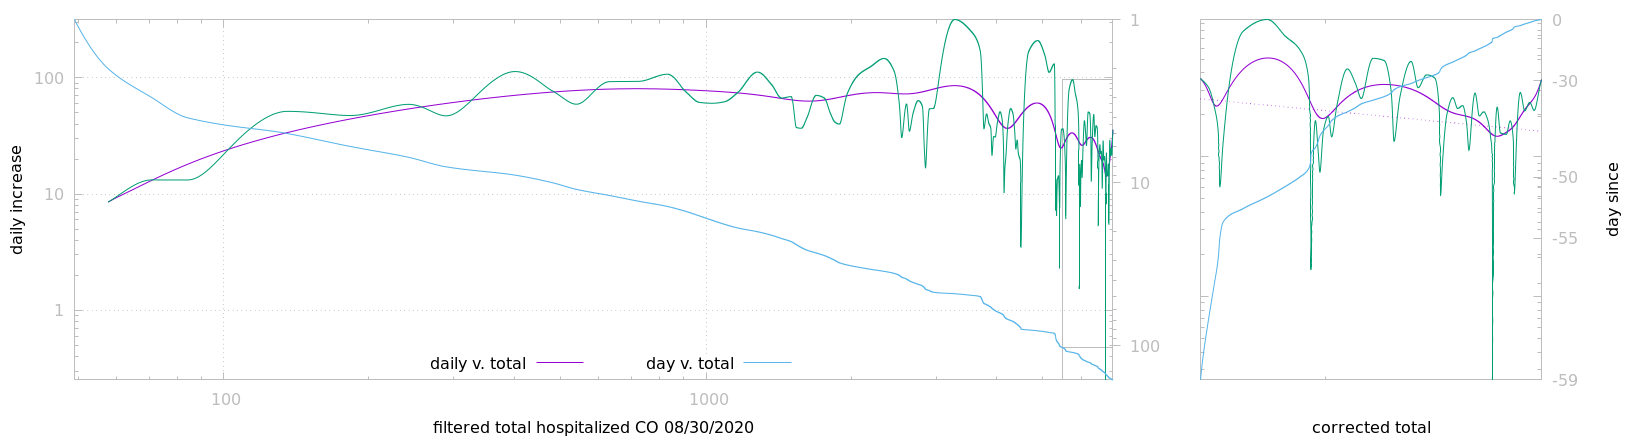 daily increase
100
10
1
daily v. total
day v. total
100
1000
filtered total hospitalized CO 08/30/2020
1
10
100
0
-30
-50
-55
-59
day since
corrected total